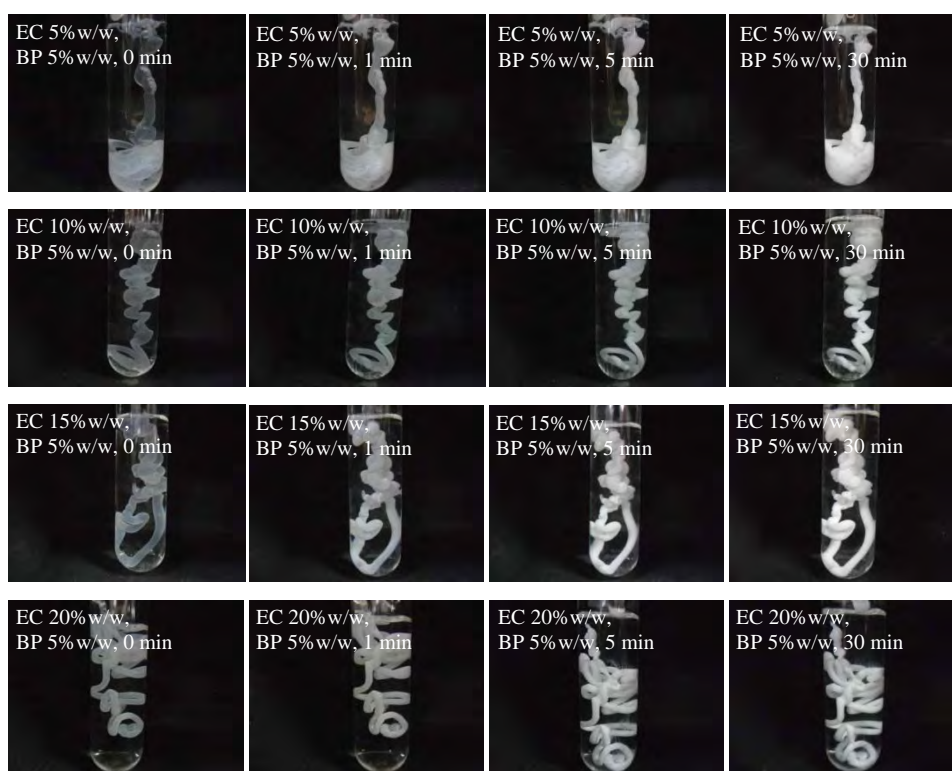 EC 5%w/w,
BP 5%w/w, 0 min
EC 5%w/w,
BP 5%w/w, 1 min
EC 5%w/w,
BP 5%w/w, 5 min
EC 5%w/w,
BP 5%w/w, 30 min
EC 10%w/w,
BP 5%w/w, 0 min
EC 10%w/w,
BP 5%w/w, 1 min
EC 10%w/w,
BP 5%w/w, 5 min
EC 10%w/w,
BP 5%w/w, 30 min
EC 15%w/w,
BP 5%w/w, 0 min
EC 15%w/w,
BP 5%w/w, 1 min
EC 15%w/w,
BP 5%w/w, 5 min
EC 15%w/w,
BP 5%w/w, 30 min
EC 20%w/w,
BP 5%w/w, 0 min
EC 20%w/w,
BP 5%w/w, 1 min
EC 20%w/w,
BP 5%w/w, 5 min
EC 20%w/w,
BP 5%w/w, 30 min